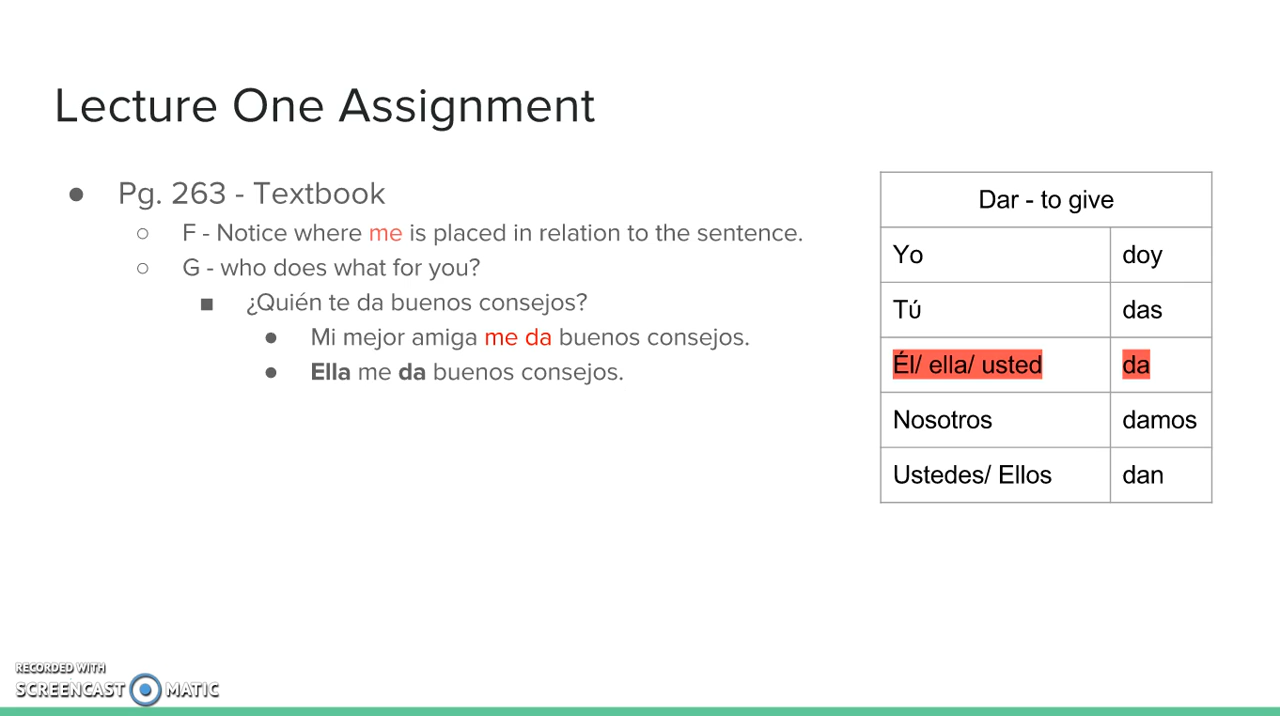 Lecture One Assignment
● Pg. 263 - Textbook
○ F - Notice where me is placed in relation to the sentence.
○ G - who does what for you?
■ ¿Quién te da buenos consejos?
● Mi mejor amiga me da buenos consejos.
● Ella me da buenos consejos.
Dar - to give
Yo doy
Tú das
Él/ ella/ usted da
Nosotros damos
Ustedes/ Ellos dan
RECORDED WITH
SCREENCAST MATIC